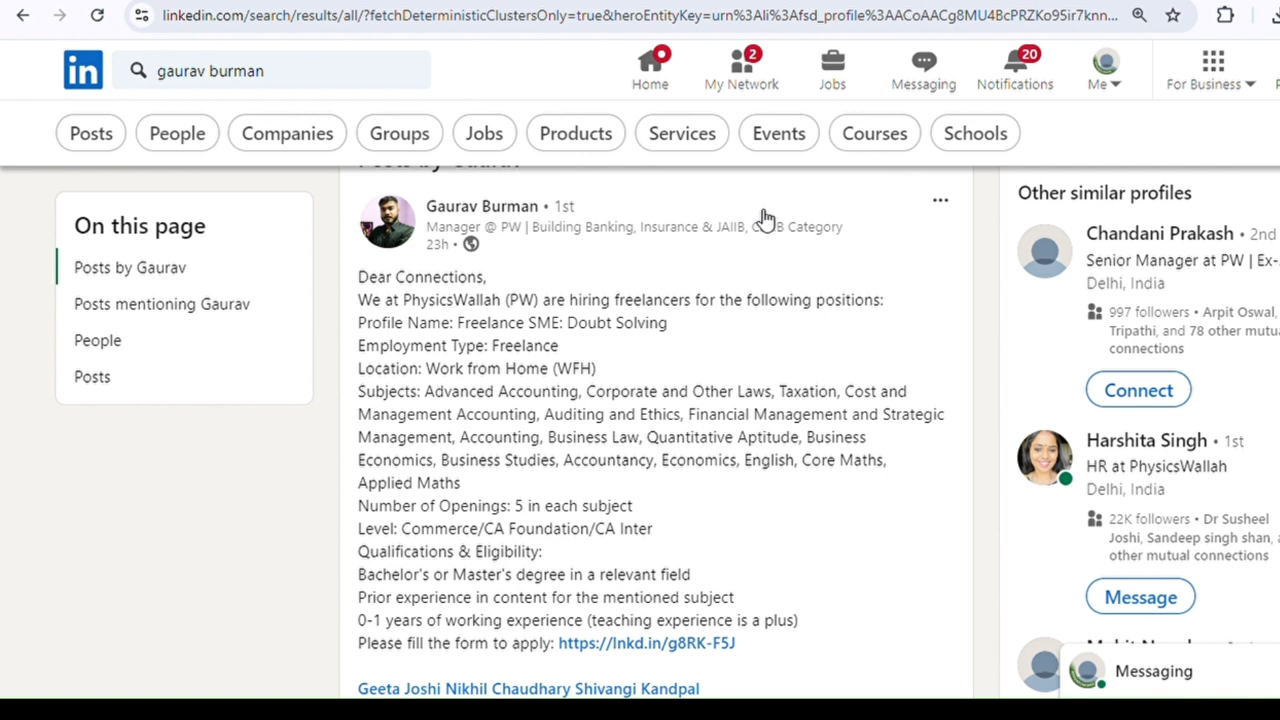 linkedin.com/search/results/all/?fetchDeterministicClustersOnly=true&heroEntityKey=urn%3Ali%3Afsd_profile%3AACoAACg8MU4BcPRZKo95ir7knn...
in
gaurav burman
Home
2
My Network
Jobs
Messaging
20
Notifications
Me
For Business
Posts
People
Companies
Groups
Jobs
Products
Services
Events
Courses
Schools
On this page
Posts by Gaurav
Posts mentioning Gaurav
People
Posts
Posts by Gaurav
Gaurav Burman • 1st
Manager @ PW | Building Banking, Insurance & JAIIB, Category
23h •
Dear Connections,
We at PhysicsWallah (PW) are hiring freelancers for the following positions:
Profile Name: Freelance SME: Doubt Solving
Employment Type: Freelance
Location: Work from Home (WFH)
Subjects: Advanced Accounting, Corporate and Other Laws, Taxation, Cost and
Management Accounting, Auditing and Ethics, Financial Management and Strategic
Management, Accounting, Business Law, Quantitative Aptitude, Business
Economics, Business Studies, Accountancy, Economics, English, Core Maths,
Applied Maths
Number of Openings: 5 in each subject
Level: Commerce/CA Foundation/CA Inter
Qualifications & Eligibility:
Bachelor's or Master's degree in a relevant field
Prior experience in content for the mentioned subject
0-1 years of working experience (teaching experience is a plus)
Please fill the form to apply: https://lnkd.in/g8RK-F5J
Geeta Joshi Nikhil Chaudhary Shivangi Kandpal
Other similar profiles
Chandani Prakash • 2nd
Senior Manager at PW | Ex-
Delhi, India
997 followers • Arpit Oswal,
Tripathi, and 78 other mutu
connections
Connect
Harshita Singh • 1st
HR at PhysicsWallah
Delhi, India
22K followers • Dr Susheel
Joshi, Sandeep singh shan, a
other mutual connections
Message
Messaging